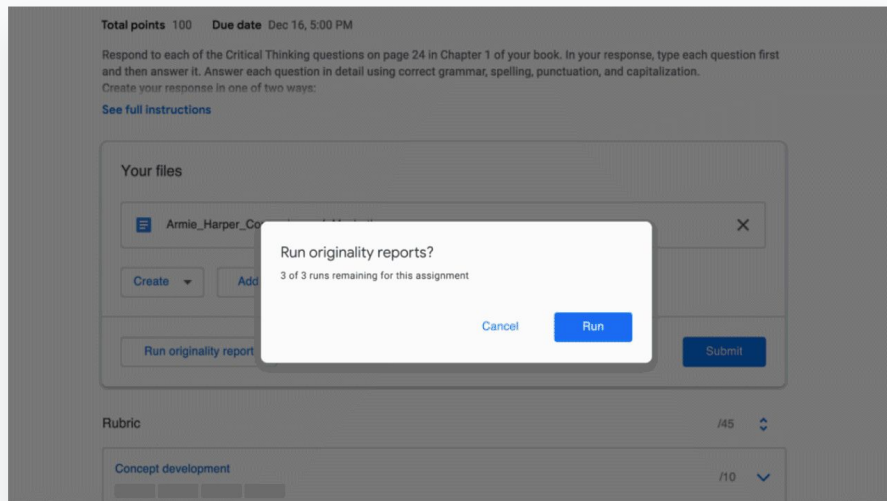 Total points 100 Due date Dec 16, 5:00 PM
Respond to each of the Critical Thinking questions on page 24 in Chapter 1 of your book. In your response, type each question first
and then answer it. Answer each question in detail using correct grammar, spelling, punctuation, and capitalization.
Create your response in one of two ways:
See full instructions
Your files
Armie_Harper_Co
Run originality reports?
3 of 3 runs remaining for this assignment
Create
Add
Cancel
Run
Run originality report
Submit
Rubric
/45
Concept development
/10